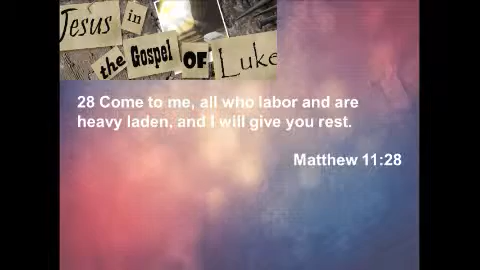 Jesus in
the Gospel OF Luke
28 Come to me, all who labor and are
heavy laden, and I will give you rest.
Matthew 11:28